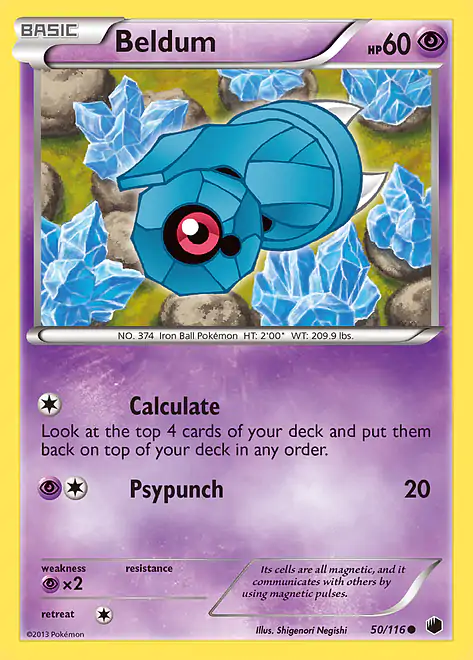 BASIC
Beldum
HP60
NO. 374 Iron Ball Pokémon HT: 2'00" WT: 209.9 lbs.
Calculate
Look at the top 4 cards of your deck and put them
back on top of your deck in any order.
Psypunch 20
weakness resistance
×2
Its cells are all magnetic, and it
communicates with others by
using magnetic pulses.
retreat
©2013 Pokémon
Illus. Shigenori Negishi
50/116